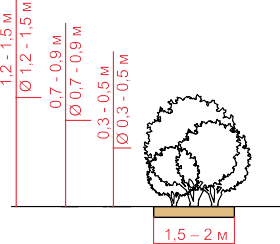 1,2 - 1,5 м
Ø 1,2 - 1,5 м
0,7 - 0,9 м
Ø 0,7 - 0,9 м
0,3 - 0,5 м
Ø 0,3 - 0,5 м
1,5 – 2 м